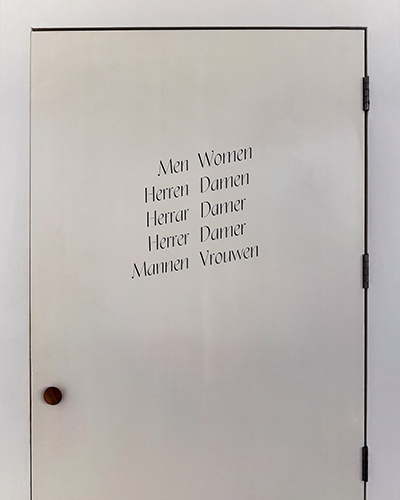 Men Women
Herren Damen
Herrar Damer
Herrer Damer
Mannen Vrouwen